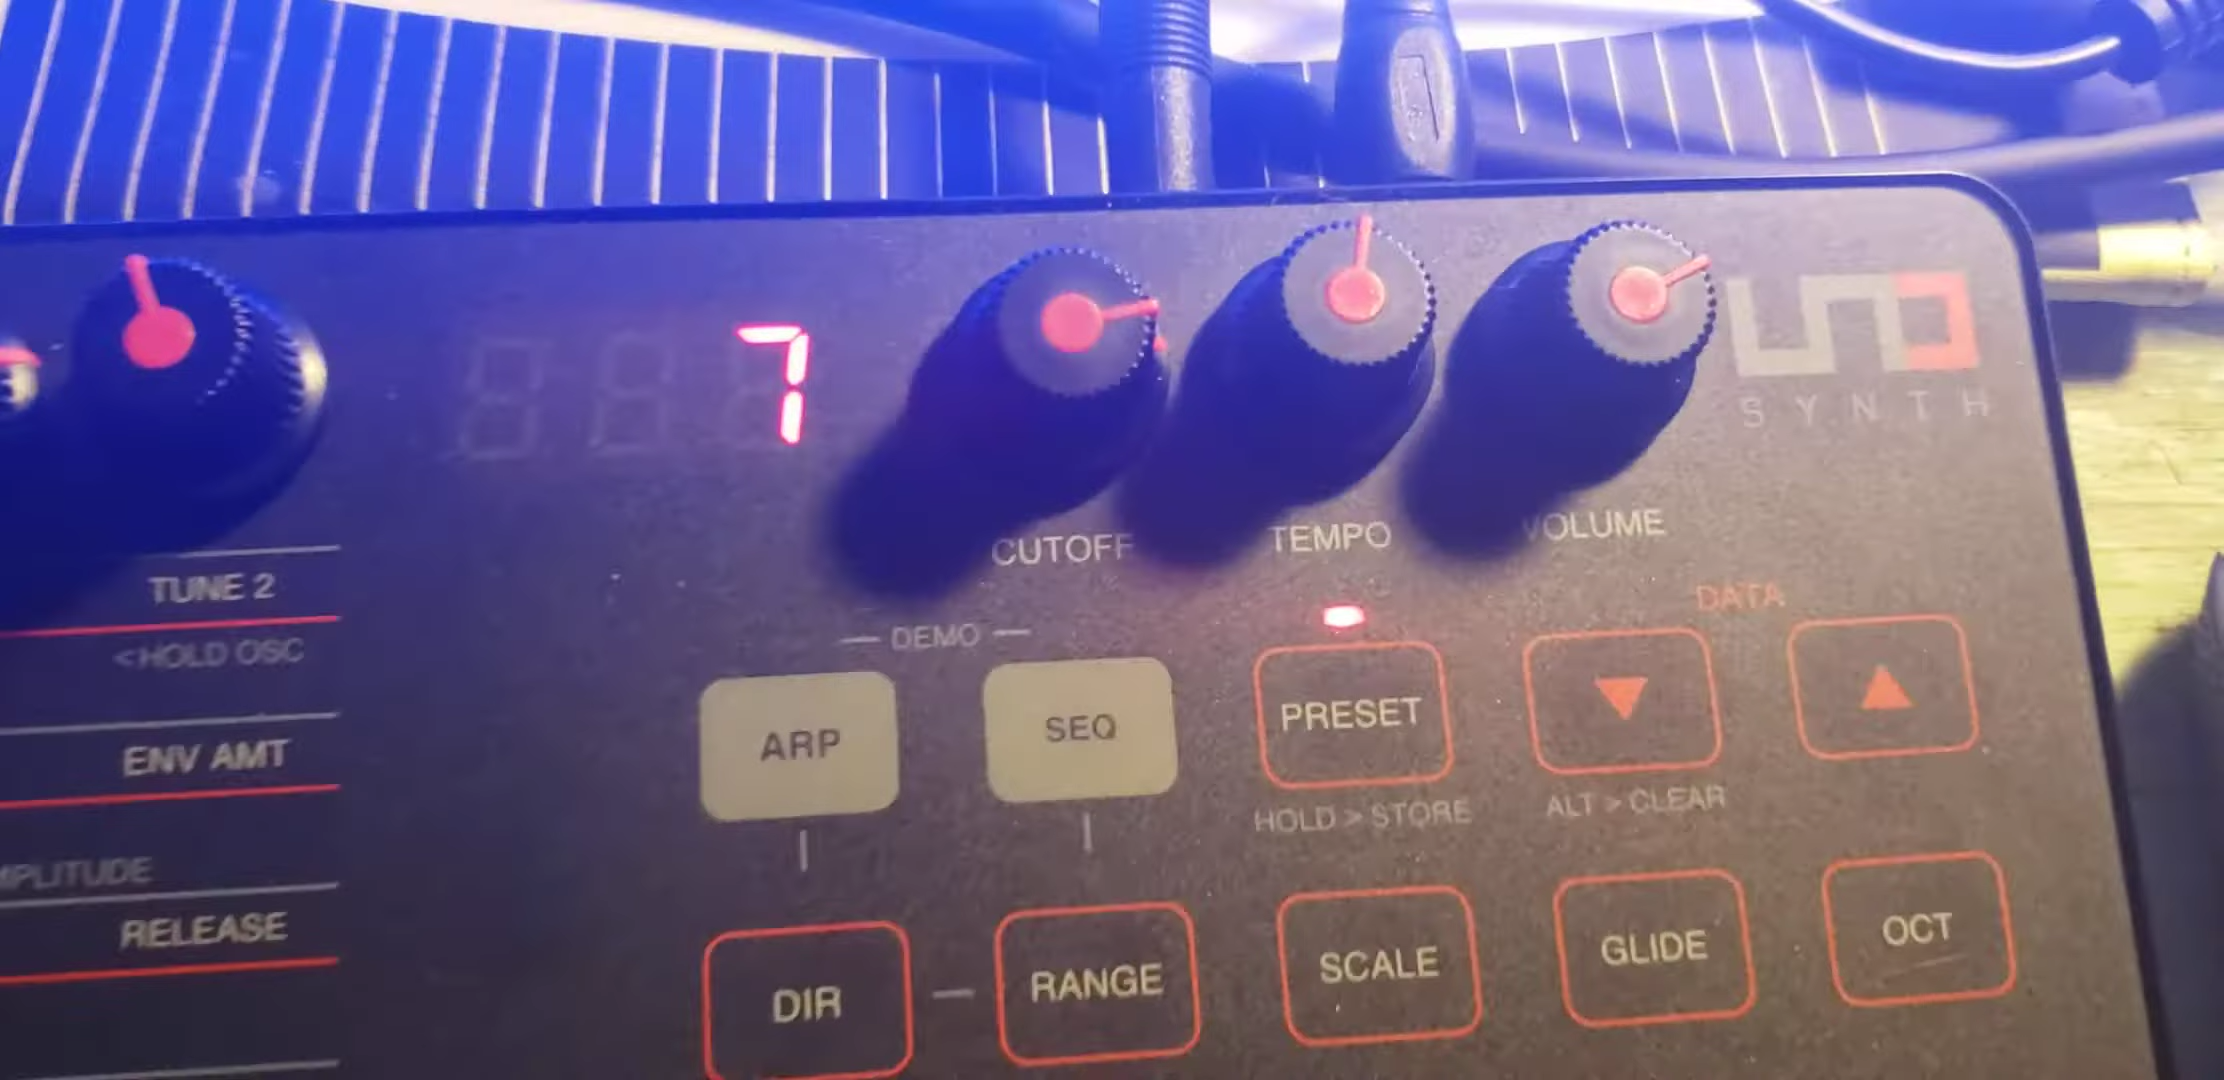 7
UNO
SYNTH
CUTOFF
TEMPO
VOLUME
TUNE 2
<HOLD OSC
DEMO
DATA
ARP
SEQ
PRESET
▼
▲
ENV AMT
HOLD > STORE
ALT > CLEAR
RELEASE
DIR
RANGE
SCALE
GLIDE
OCT